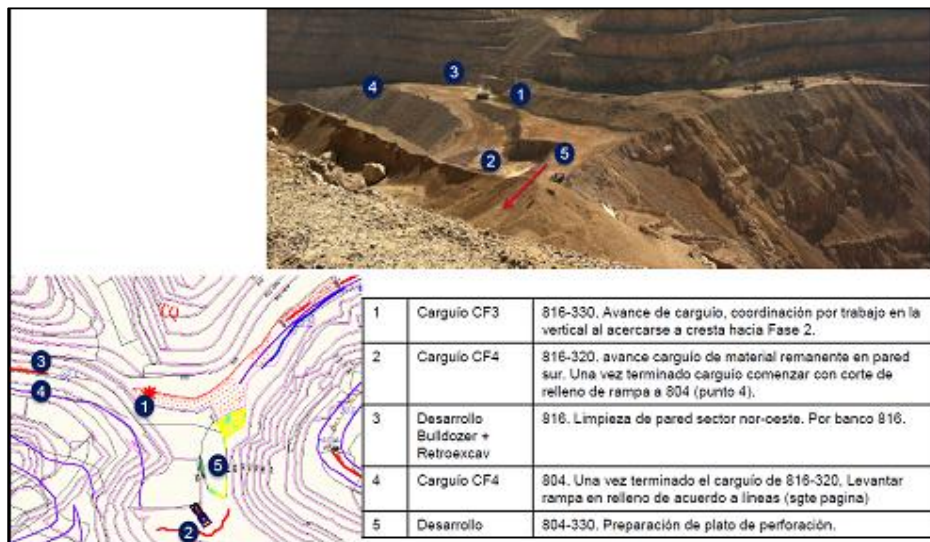 3
4
1
2
5
CQ
3
4
1
5
2
1 Carguío CF3 816-330. Avance de carguío, coordinación por trabajo en la
vertical al acercarse a cresta hacia Fase 2.
2 Carguío CF4 816-320, avance carguío de material remanente en pared
sur. Una vez terminado carguío comenzar con corte de
relleno de rampa a 804 (punto 4).
3 Desarrollo 816. Limpieza de pared sector nor-oeste. Por banco 816.
Bulldozer +
Retroexcav
4 Carguío CF4 804. Una vez terminado el carguío de 816-320, Levantar
rampa en relleno de acuerdo a líneas (sgte pagina)
5 Desarrollo 804-330. Preparación de plato de perforación.